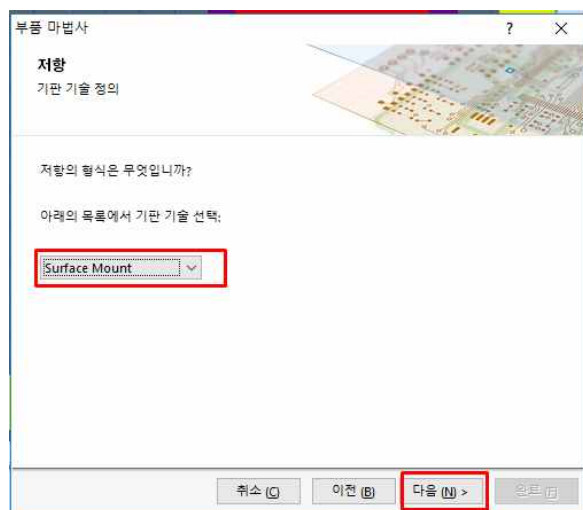 부품 마법사 ?
저항
기판 기술 정의
저항의 형식은 무엇입니까?
아래의 목록에서 기판 기술 선택:
Surface Mount
취소 (C) 이전 (B) 다음 (N) > 완료 (F)